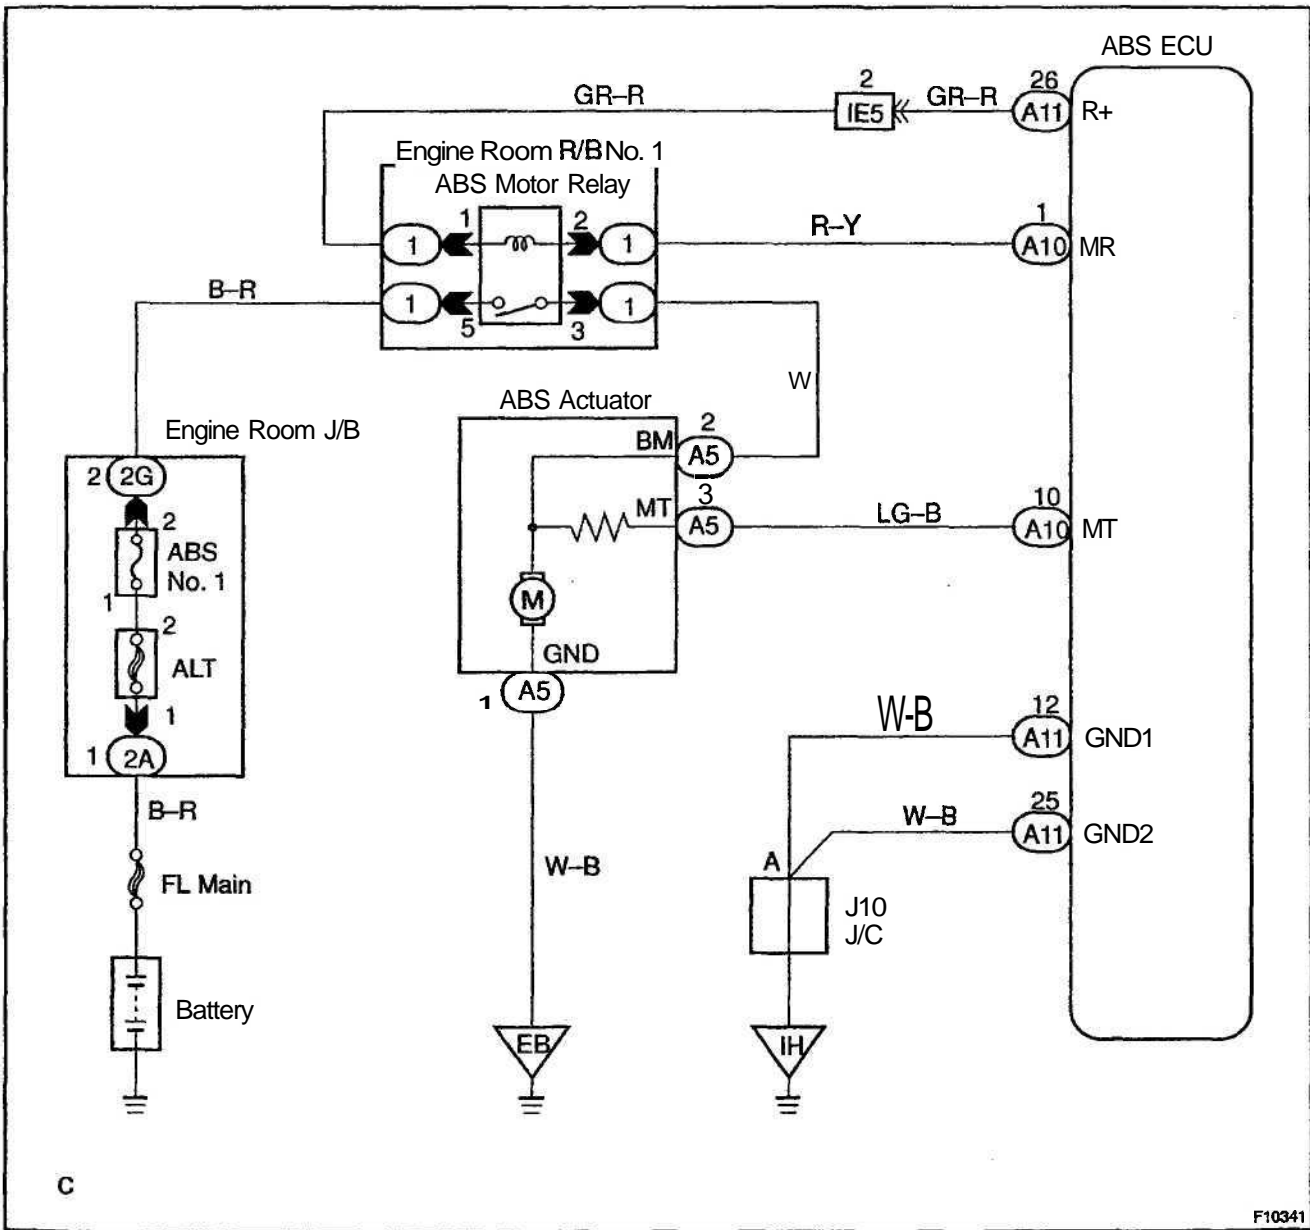 ABS ECU
GR–R
2
IE5
GR–R
26
A11
R+
Engine Room R/B No. 1
ABS Motor Relay
1
1
2
1
R–Y
1
A10
MR
B–R
1
5
3
1
W
ABS Actuator
Engine Room J/B
BM
2
A5
2
2G
MT
3
A5
LG–B
10
A10
MT
2
ABS
No. 1
1
M
2
ALT
GND
1
A5
1
1
2A
W-B
12
A11
GND1
B–R
W–B
25
A11
GND2
FL Main
W–B
A
J10
J/C
Battery
EB
IH
C
F10341